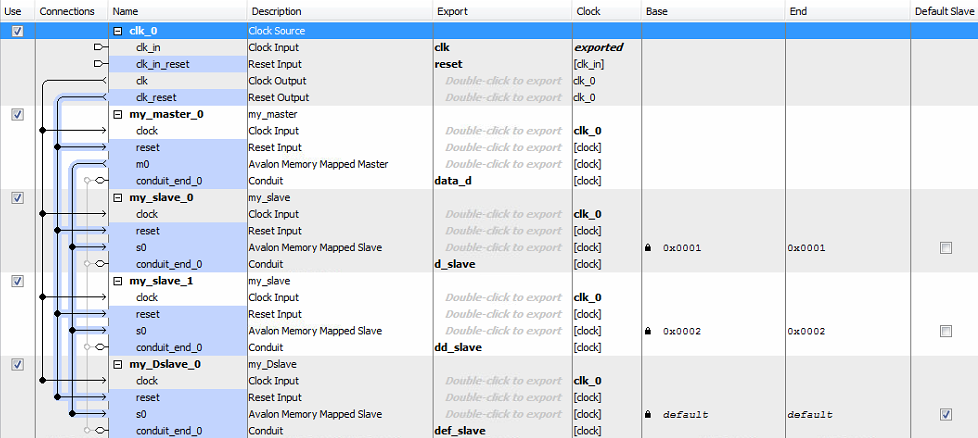 Use Connections Name Description Export Clock Base End Default Slave
clk_0 Clock Source
clk_in Clock Input clk exported
clk_in_reset Reset Input reset [clk_in]
clk Clock Output Double-click to export clk_0
clk_reset Reset Output Double-click to export clk_0
my_master_0 my_master
clock Clock Input Double-click to export clk_0
reset Reset Input Double-click to export [clock]
m0 Avalon Memory Mapped Master Double-click to export [clock]
conduit_end_0 Conduit data_d [clock]
my_slave_0 my_slave
clock Clock Input Double-click to export clk_0
reset Reset Input Double-click to export [clock]
s0 Avalon Memory Mapped Slave Double-click to export [clock] 0x0001 0x0001
conduit_end_0 Conduit d_slave [clock]
my_slave_1 my_slave
clock Clock Input Double-click to export clk_0
reset Reset Input Double-click to export [clock]
s0 Avalon Memory Mapped Slave Double-click to export [clock] 0x0002 0x0002
conduit_end_0 Conduit dd_slave [clock]
my_Dslave_0 my_Dslave
clock Clock Input Double-click to export clk_0
reset Reset Input Double-click to export [clock]
s0 Avalon Memory Mapped Slave Double-click to export [clock] default default
conduit_end_0 Conduit def_slave [clock]